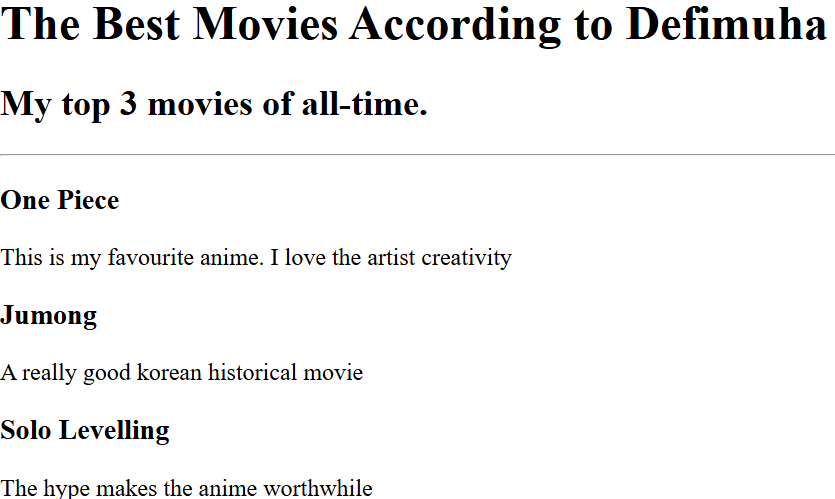 The Best Movies According to Defimuha
My top 3 movies of all-time.
One Piece
This is my favourite anime. I love the artist creativity
Jumong
A really good korean historical movie
Solo Levelling
The hype makes the anime worthwhile